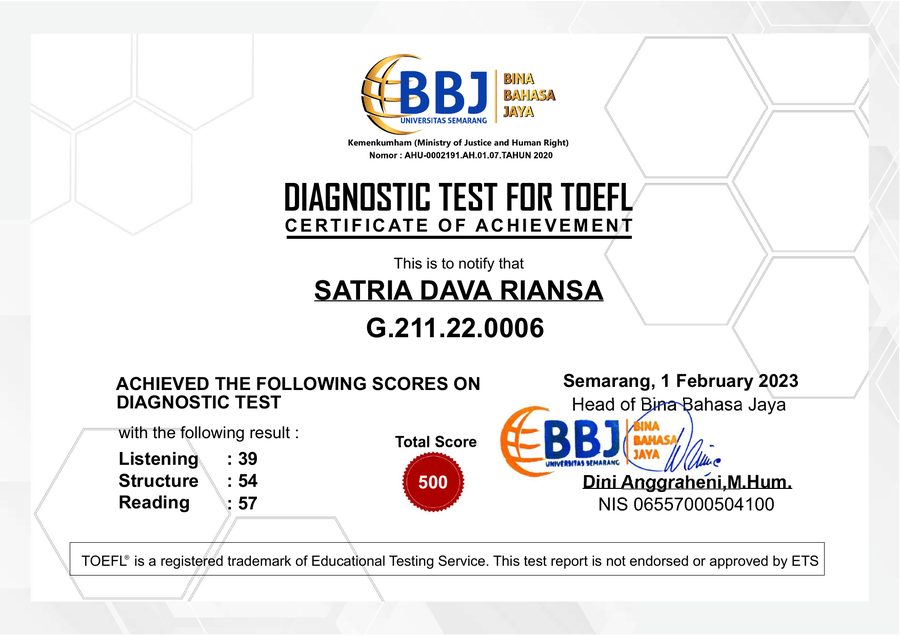 BBJ
UNIVERSITAS SEMARANG
BINA
BAHASA
JAYA
Kemenkumham (Ministry of Justice and Human Right)
Nomor : AHU-0002191.AH.01.07.TAHUN 2020
DIAGNOSTIC TEST FOR TOEFL
CERTIFICATE OF ACHIEVEMENT
This is to notify that
SATRIA DAVA RIANSA
G.211.22.0006
ACHIEVED THE FOLLOWING SCORES ON
DIAGNOSTIC TEST
with the following result :
Listening : 39
Structure : 54
Reading : 57
Total Score
500
Semarang, 1 February 2023
Head of Bina Bahasa Jaya
BBJ
UNIVERSITAS SEMARANG
BINA
BAHASA
JAYA
Dini Anggraheni,M.Hum.
NIS 06557000504100
TOEFL® is a registered trademark of Educational Testing Service. This test report is not endorsed or approved by ETS